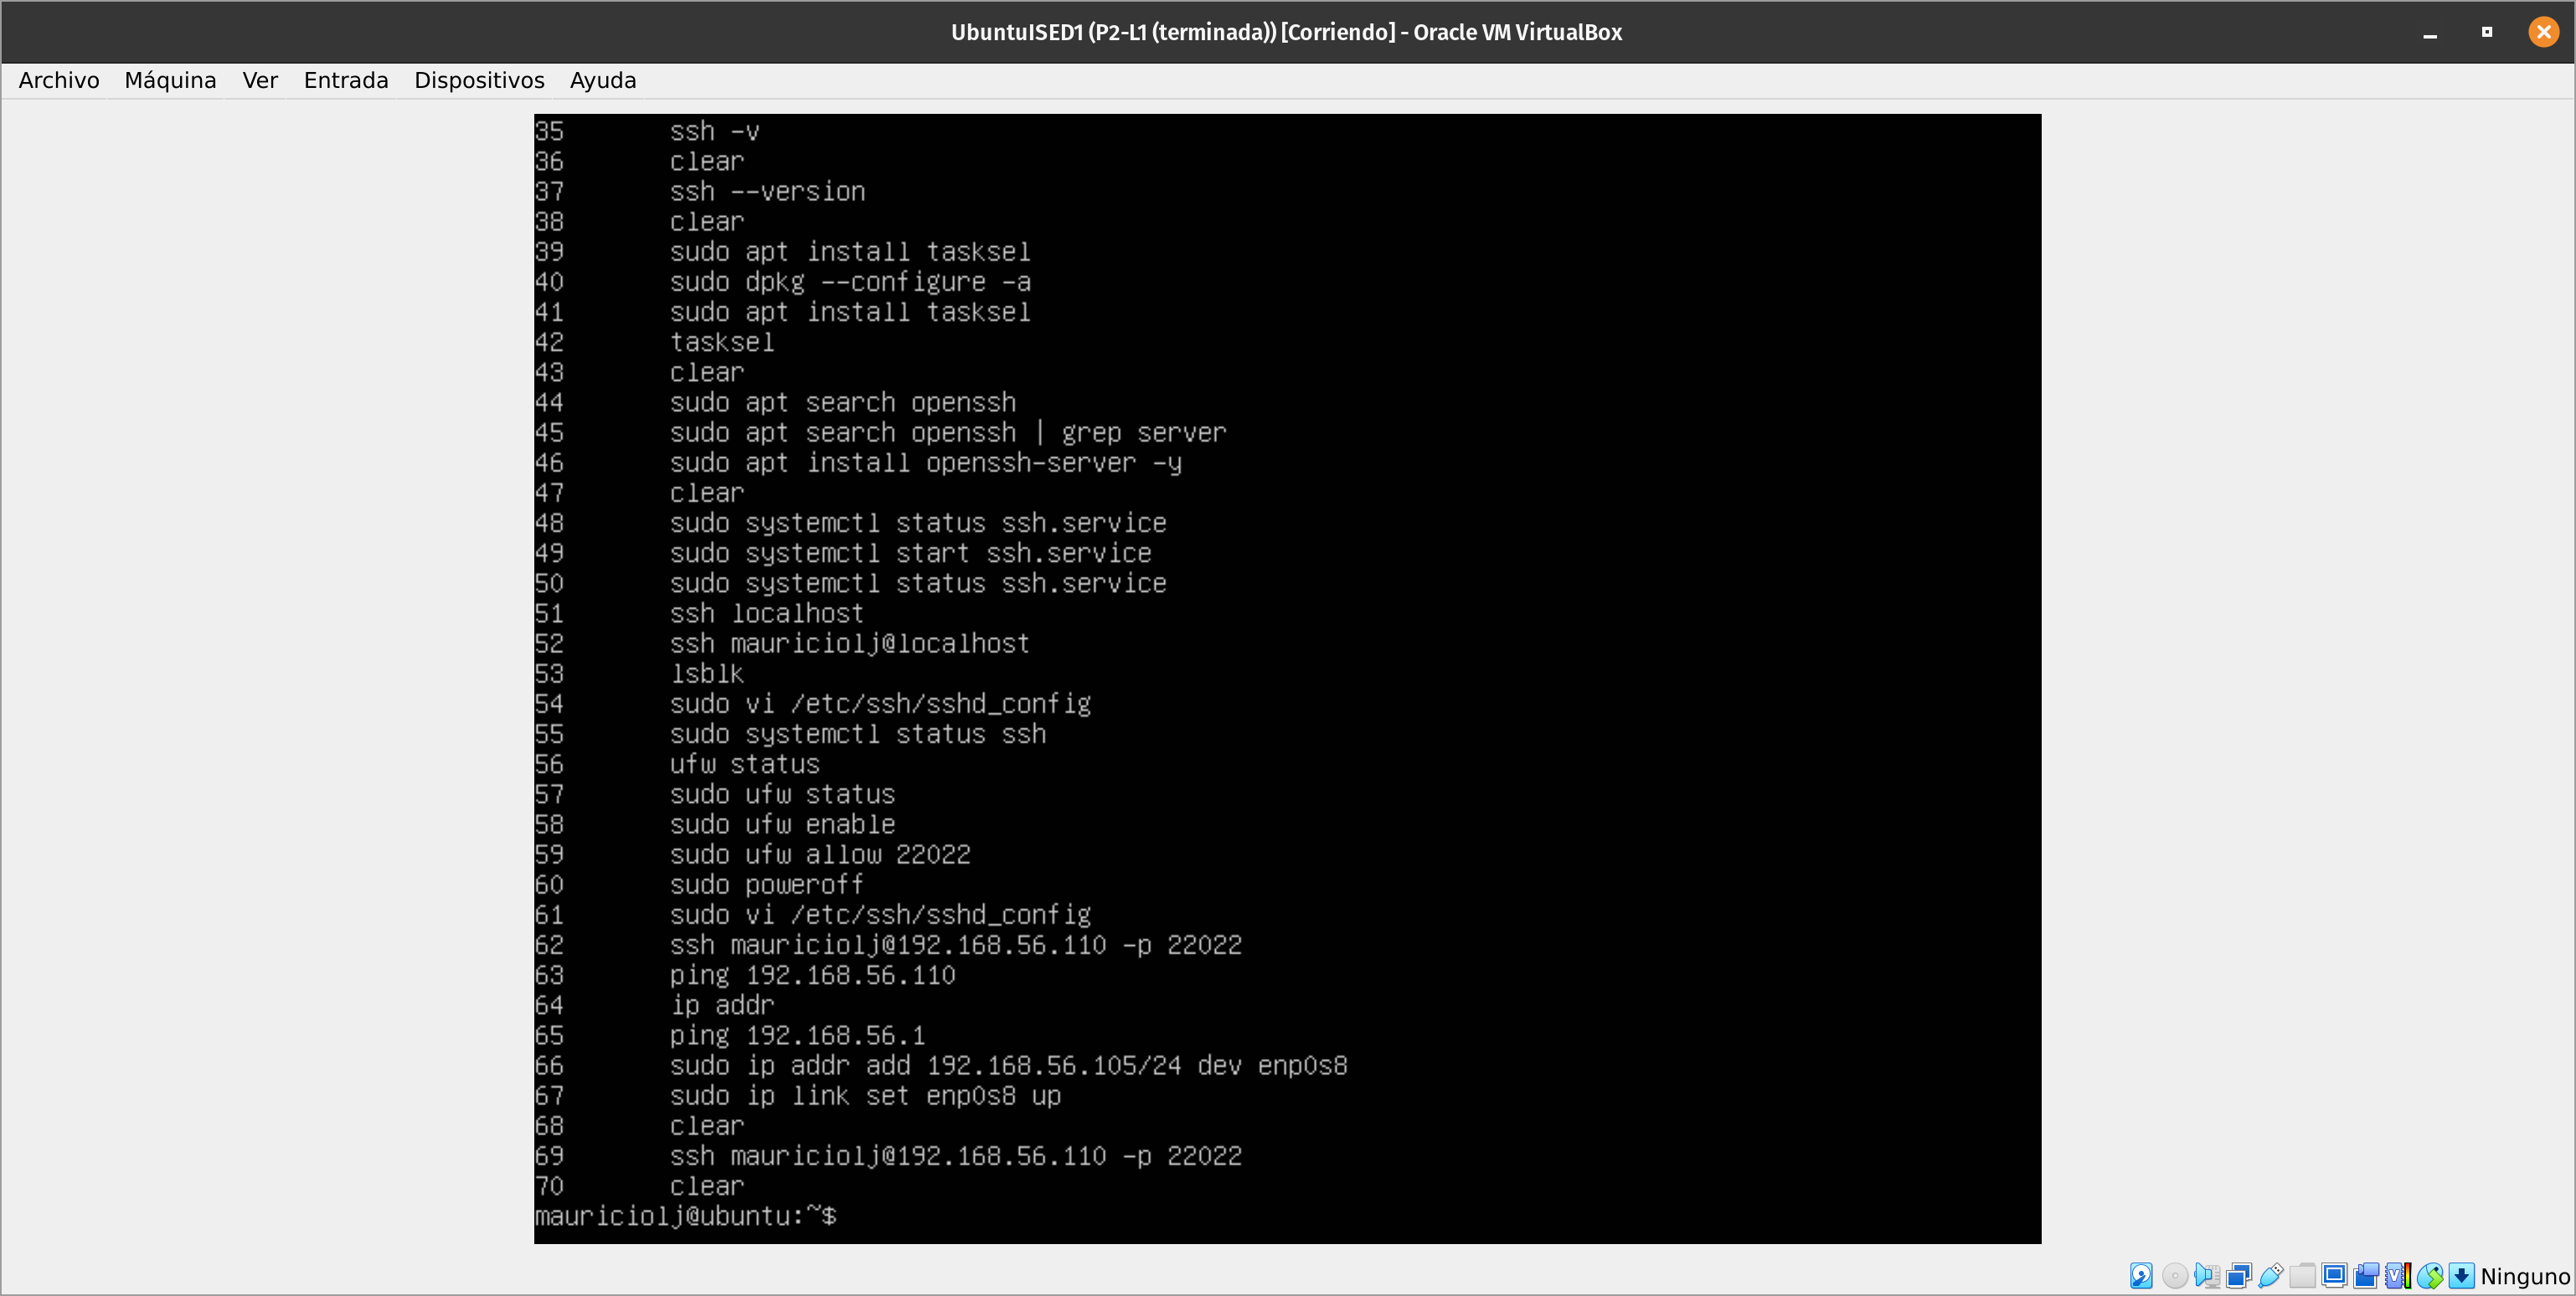 UbuntuISED1 (P2-L1 (terminada)) [Corriendo] - Oracle VM VirtualBox
Archivo Máquina Ver Entrada Dispositivos Ayuda
35 ssh -v
36 clear
37 ssh --version
38 clear
39 sudo apt install tasksel
40 sudo dpkg --configure -a
41 sudo apt install tasksel
42 tasksel
43 clear
44 sudo apt search openssh
45 sudo apt search openssh | grep server
46 sudo apt install openssh-server -y
47 clear
48 sudo systemctl status ssh.service
49 sudo systemctl start ssh.service
50 sudo systemctl status ssh.service
51 ssh localhost
52 ssh mauriciolj@localhost
53 lsblk
54 sudo vi /etc/ssh/sshd_config
55 sudo systemctl status ssh
56 ufw status
57 sudo ufw status
58 sudo ufw enable
59 sudo ufw allow 22022
60 sudo poweroff
61 sudo vi /etc/ssh/sshd_config
62 ssh mauriciolj@192.168.56.110 -p 22022
63 ping 192.168.56.110
64 ip addr
65 ping 192.168.56.1
66 sudo ip addr add 192.168.56.105/24 dev enp0s8
67 sudo ip link set enp0s8 up
68 clear
69 ssh mauriciolj@192.168.56.110 -p 22022
70 clear
mauriciolj@ubuntu:~$
Ninguno